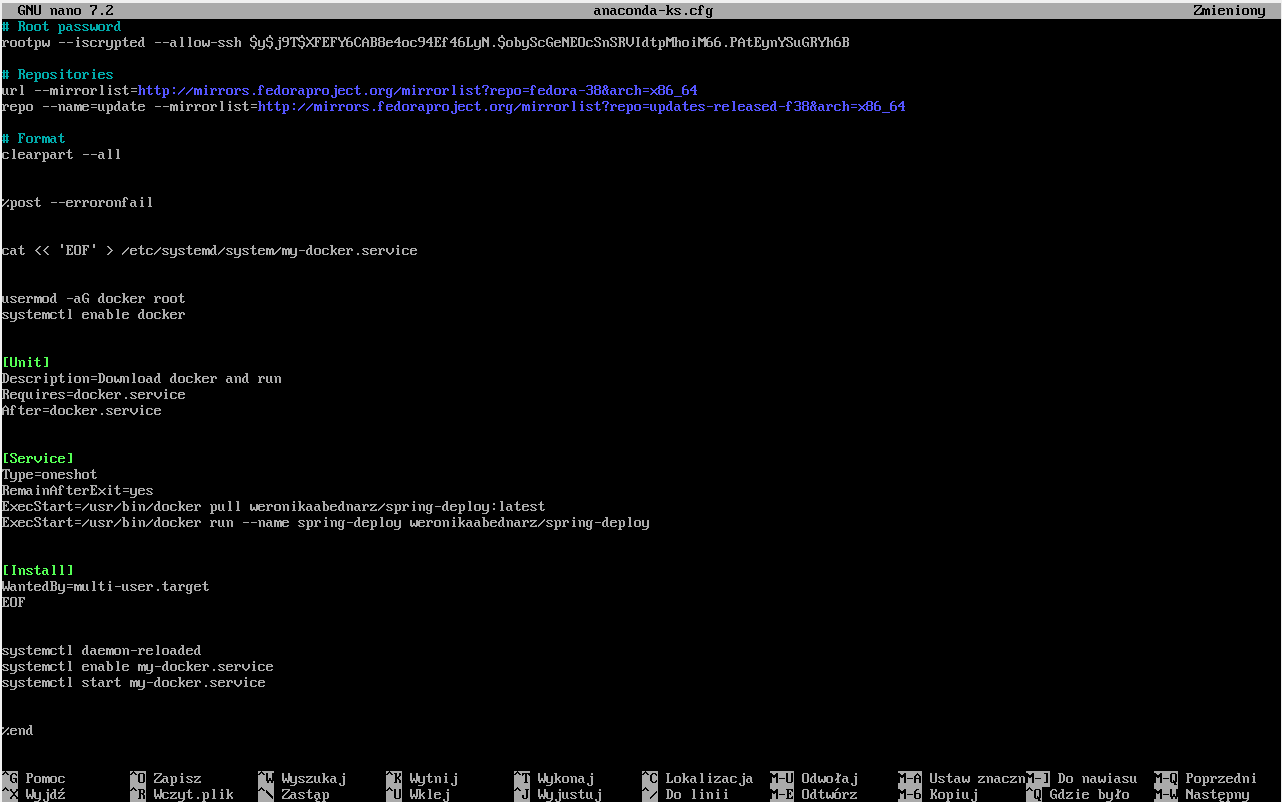 GNU nano 7.2 anaconda-ks.cfg Zmieniony
# Root password
rootpw --iscrypted --allow-ssh $y$j9T$XFEFY6CAB8e4oc94Ef46LyN.$obyScGeNEOcSnSRVIdtpMhoiM66.PAtEynYSuGRYh6B
# Repositories
url --mirrorlist=http://mirrors.fedoraproject.org/mirrorlist?repo=fedora-38&arch=x86_64
repo --name=update --mirrorlist=http://mirrors.fedoraproject.org/mirrorlist?repo=updates-released-f38&arch=x86_64
# Format
clearpart --all
%post --erroronfail
cat << 'EOF' > /etc/systemd/system/my-docker.service
usermod -aG docker root
systemctl enable docker
[Unit]
Description=Download docker and run
Requires=docker.service
After=docker.service
[Service]
Type=oneshot
RemainAfterExit=yes
ExecStart=/usr/bin/docker pull weronikaabednarz/spring-deploy:latest
ExecStart=/usr/bin/docker run --name spring-deploy weronikaabednarz/spring-deploy
[Install]
WantedBy=multi-user.target
EOF
systemctl daemon-reloaded
systemctl enable my-docker.service
systemctl start my-docker.service
%end
^G Pomoc ^O Zapisz ^W Wyszukaj ^K Wytnij ^T Wykonaj ^C Lokalizacja M-U Odwołaj M-A Ustaw znaczn M-] Do nawiasu M-Q Poprzedni
^X Wyjdź ^R Wczyt.plik ^\ Zastąp ^U Wklej ^J Wyjustuj ^/ Do linii M-E Odtwórz M-6 Kopiuj ^Q Gdzie było M-W Następny